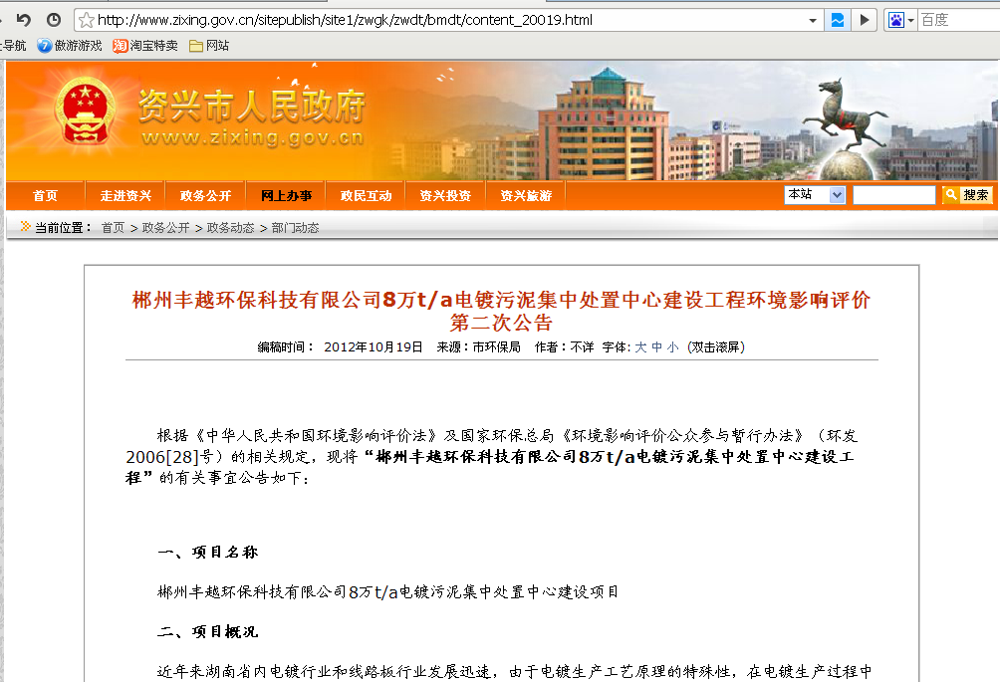 http://www.zixing.gov.cn/sitepublish/site1/zwgk/zwdt/bmdt/content_20019.html
百度
导航 傲游游戏 淘宝特卖 网站
资兴市人民政府
www.zixing.gov.cn
首页 走进资兴 政务公开 网上办事 政民互动 资兴投资 资兴旅游 本站 搜索
当前位置： 首页 > 政务公开 > 政务动态 > 部门动态
郴州丰越环保科技有限公司8万t/a电镀污泥集中处置中心建设工程环境影响评价
第二次公告
编稿时间： 2012年10月19日 来源：市环保局 作者：不详 字体: 大 中 小 (双击滚屏)
根据《中华人民共和国环境影响评价法》及国家环保总局《环境影响评价公众参与暂行办法》（环发
2006[28]号）的相关规定，现将“郴州丰越环保科技有限公司8万t/a电镀污泥集中处置中心建设工
程”的有关事宜公告如下：
一、项目名称
郴州丰越环保科技有限公司8万t/a电镀污泥集中处置中心建设项目
二、项目概况
近年来湖南省内电镀行业和线路板行业发展迅速，由于电镀生产工艺原理的特殊性，在电镀生产过程中